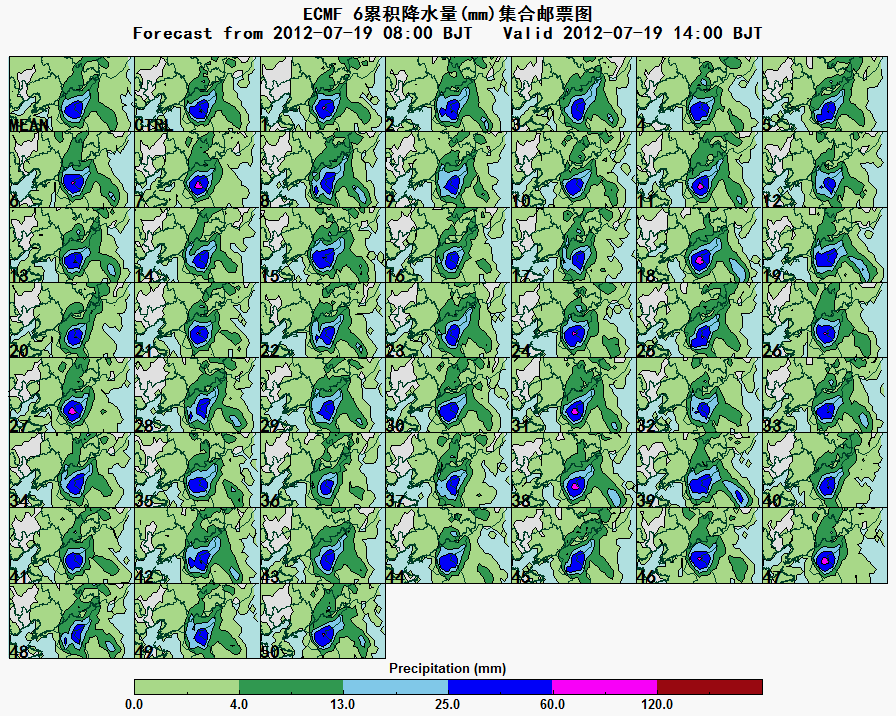 ECMF 6累积降水量(mm)集合邮票图
Forecast from 2012-07-19 08:00 BJT Valid 2012-07-19 14:00 BJT
MEAN CTRL 1 2 3 4 5
6 7 8 9 10 11 12
13 14 15 16 17 18 19
20 21 22 23 24 25 26
27 28 29 30 31 32 33
34 35 36 37 38 39 40
41 42 43 44 45 46 47
48 49 50
Precipitation (mm)
0.0 4.0 13.0 25.0 60.0 120.0